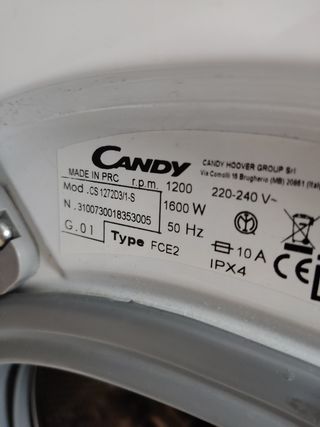 CANDY
CANDY HOOVER GROUP Srl
Via Comolli 16 Brugherio (MB) 20861 (Italy
MADE IN PRC r.p.m. 1200 220-240 V~
Mod. CS 1272D3/1-S 1600 W
N. 3100730018353005 50 Hz
G.01 Type FCE2 10 A
IPX4
CE